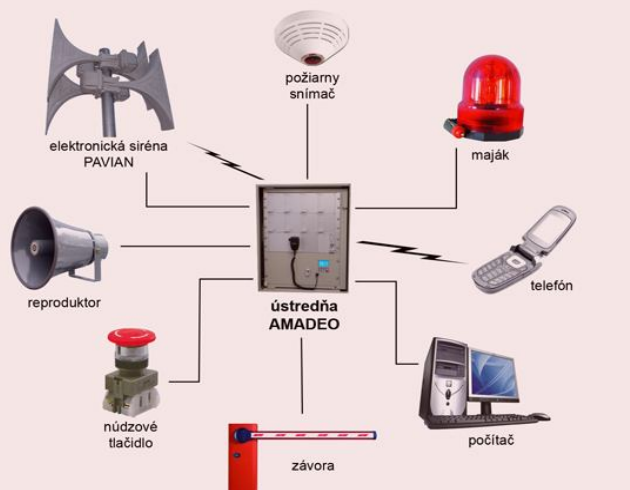 požiarny
snímač
elektronická siréna
PAVIAN
maják
reproduktor
telefón
ústredňa
AMADEO
núdzové
tlačidlo
počítač
závora